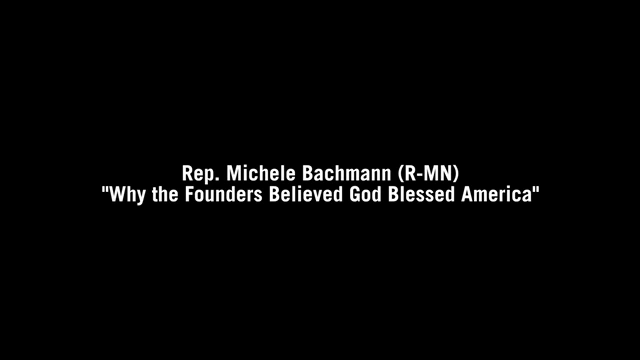 Rep. Michele Bachmann (R-MN)
"Why the Founders Believed God Blessed America"